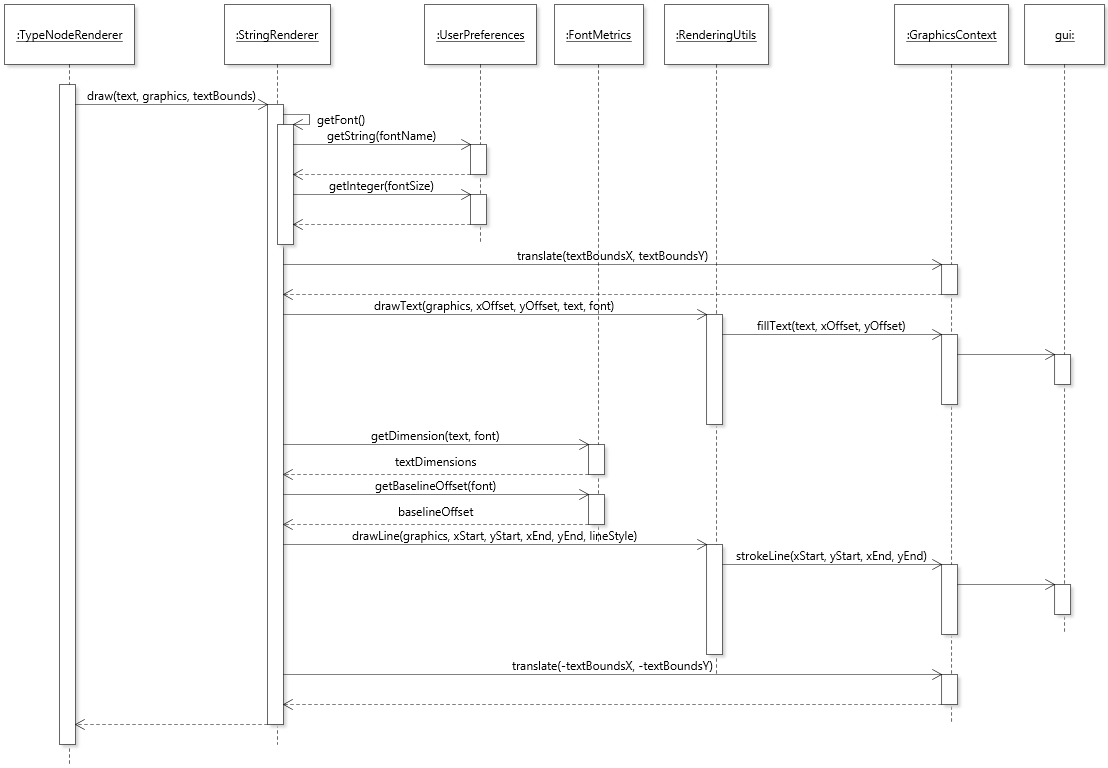 :TypeNodeRenderer
:StringRenderer
:UserPreferences
:FontMetrics
:RenderingUtils
:GraphicsContext
gui:
draw(text, graphics, textBounds)
getFont()
getString(fontName)
getInteger(fontSize)
translate(textBoundsX, textBoundsY)
drawText(graphics, xOffset, yOffset, text, font)
fillText(text, xOffset, yOffset)
getDimension(text, font)
textDimensions
getBaselineOffset(font)
baselineOffset
drawLine(graphics, xStart, yStart, xEnd, yEnd, lineStyle)
strokeLine(xStart, yStart, xEnd, yEnd)
translate(-textBoundsX, -textBoundsY)